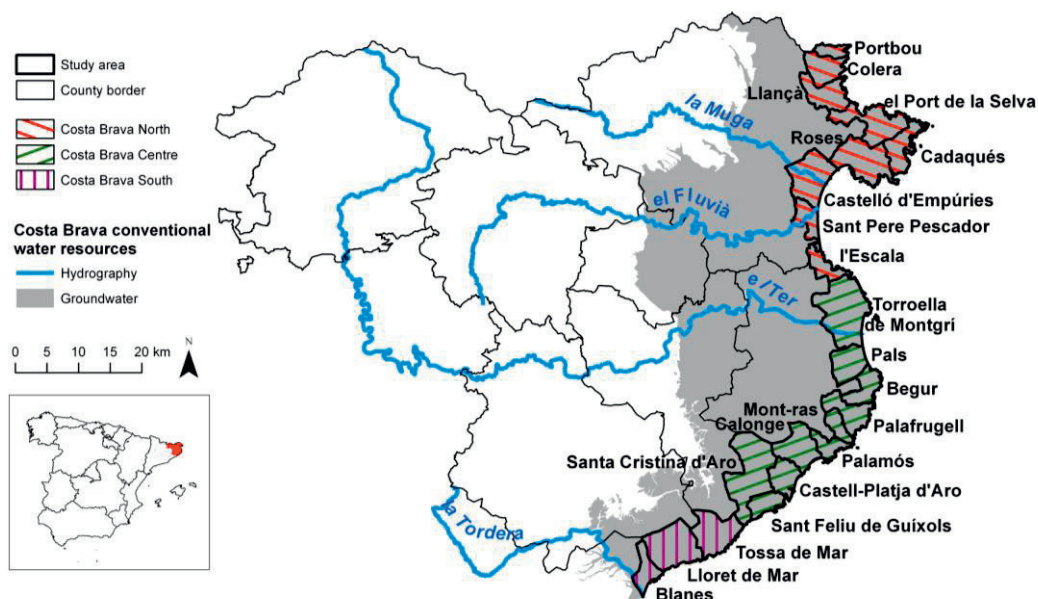 Study area
County border
Costa Brava North
Costa Brava Centre
Costa Brava South
Costa Brava conventional
water resources
Hydrography
Groundwater
0 5 10 15 20 km
N
Portbou
Colera
Llançà
el Port de la Selva
la Muga
Roses
Cadaqués
el Fluvià
Castelló d'Empúries
Sant Pere Pescador
l'Escala
el Ter
Torroella
de Montgrí
Pals
Begur
Mont-ras
Calonge
Palafrugell
Santa Cristina d'Aro
Palamós
Castell-Platja d'Aro
Sant Feliu de Guíxols
la Tordera
Tossa de Mar
Lloret de Mar
Blanes